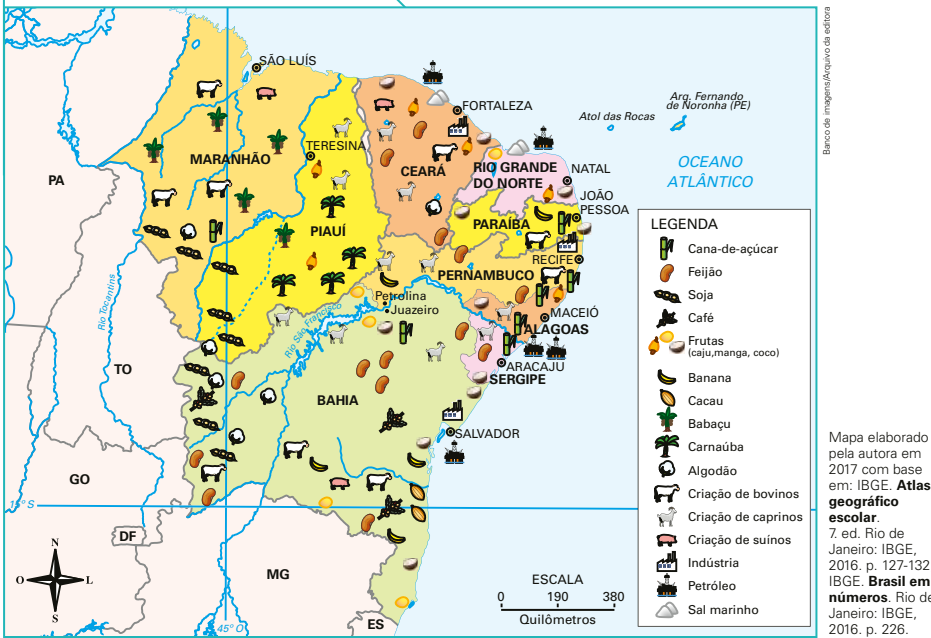 SÃO LUÍS
FORTALEZA
Arq. Fernando
de Noronha (PE)
Atol das Rocas
TERESINA
MARANHÃO
CEARÁ
RIO GRANDE
DO NORTE
NATAL
OCEANO
ATLÂNTICO
PA
JOÃO
PESSOA
PARAÍBA
PIAUÍ
RECIFE
PERNAMBUCO
Rio Tocantins
Petrolina
Juazeiro
Rio São Francisco
MACEIÓ
ALAGOAS
TO
ARACAJU
SERGIPE
BAHIA
SALVADOR
GO
15° S
DF
MG
ES
45° O
N
O
L
S
LEGENDA
Cana-de-açúcar
Feijão
Soja
Café
Frutas
(caju,manga, coco)
Banana
Cacau
Babaçu
Carnaúba
Algodão
Criação de bovinos
Criação de caprinos
Criação de suínos
Indústria
Petróleo
Sal marinho
ESCALA
0 190 380
Quilômetros
Banco de imagens/Arquivo da editora
Mapa elaborado
pela autora em
2017 com base
em: IBGE. Atlas
geográfico
escolar.
7. ed. Rio de
Janeiro: IBGE,
2016. p. 127-132
IBGE. Brasil em
números. Rio de
Janeiro: IBGE,
2016. p. 226.